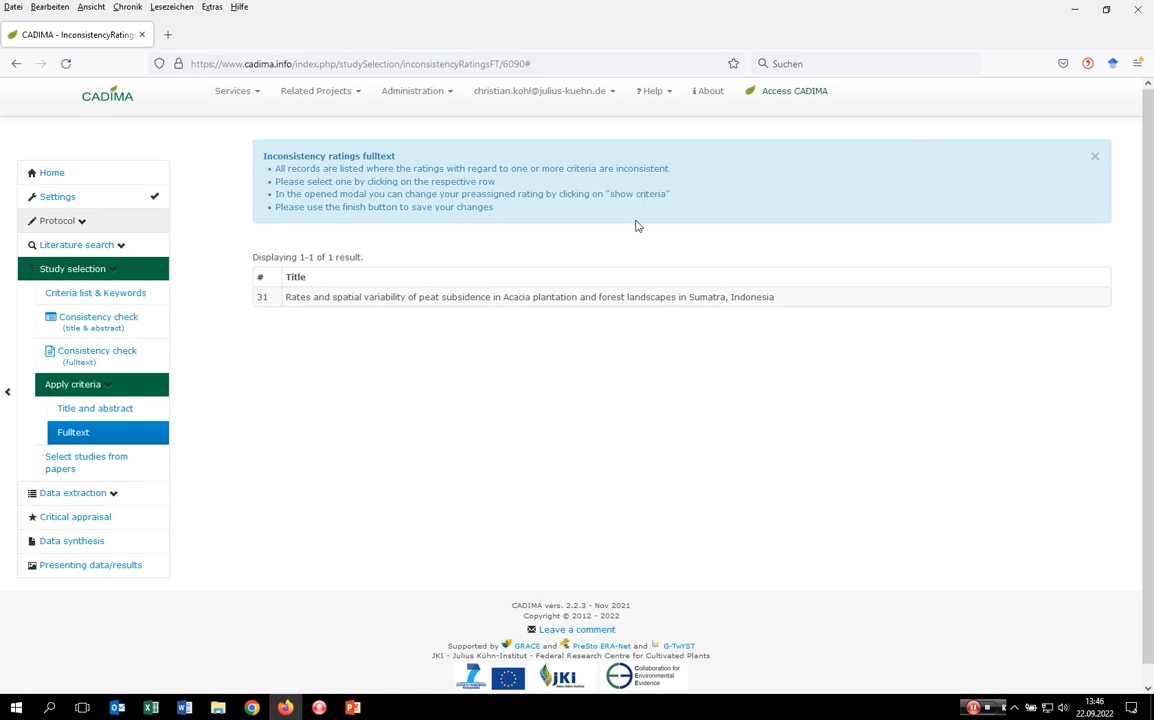 Datei Bearbeiten Ansicht Chronik Lesezeichen Extras Hilfe
CADIMA - InconsistencyRatings
https://www.cadima.info/index.php/studySelection/inconsistencyRatingsFT/6090#
Suchen
CADIMA
Services Related Projects Administration christian.kohl@julius-kuehn.de ? Help i About Access CADIMA
Inconsistency ratings fulltext
• All records are listed where the ratings with regard to one or more criteria are inconsistent
• Please select one by clicking on the respective row
• In the opened modal you can change your preassigned rating by clicking on "show criteria"
• Please use the finish button to save your changes
Home
Settings
Protocol
Literature search
Study selection
Criteria list & Keywords
Consistency check
(title & abstract)
Consistency check
(fulltext)
Apply criteria
Title and abstract
Fulltext
Select studies from
papers
Data extraction
Critical appraisal
Data synthesis
Presenting data/results
Displaying 1-1 of 1 result.
# Title
31 Rates and spatial variability of peat subsidence in Acacia plantation and forest landscapes in Sumatra, Indonesia
CADIMA vers. 2.2.3 - Nov 2021
Copyright © 2012 - 2022
Leave a comment
Supported by GRACE and PreSto ERA-Net and G-TwYST
JKI - Julius Kühn-Institut - Federal Research Centre for Cultivated Plants
JKI
Collaboration for
Environmental
Evidence
13:46
22.09.2022